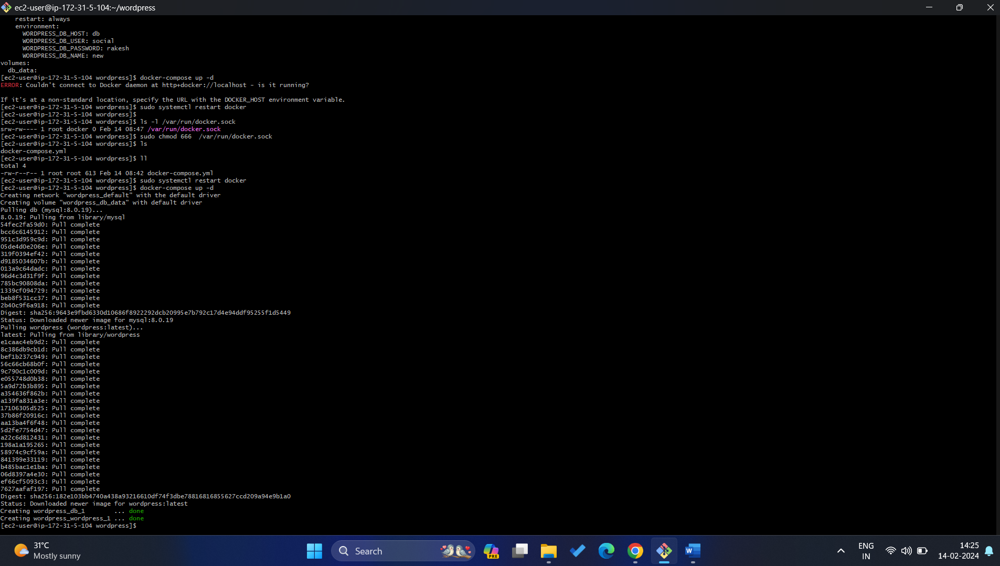 ec2-user@ip-172-31-5-104:~/wordpress
    restart: always
    environment:
      WORDPRESS_DB_HOST: db
      WORDPRESS_DB_USER: social
      WORDPRESS_DB_PASSWORD: rakesh
      WORDPRESS_DB_NAME: new
volumes:
  db_data:
[ec2-user@ip-172-31-5-104 wordpress]$ docker-compose up -d
ERROR: Couldn't connect to Docker daemon at http+docker://localhost - is it running?

If it's at a non-standard location, specify the URL with the DOCKER_HOST environment variable.
[ec2-user@ip-172-31-5-104 wordpress]$ sudo systemctl restart docker
[ec2-user@ip-172-31-5-104 wordpress]$
[ec2-user@ip-172-31-5-104 wordpress]$ ls -l /var/run/docker.sock
srw-rw---- 1 root docker 0 Feb 14 08:47 /var/run/docker.sock
[ec2-user@ip-172-31-5-104 wordpress]$ sudo chmod 666  /var/run/docker.sock
[ec2-user@ip-172-31-5-104 wordpress]$ ls
docker-compose.yml
[ec2-user@ip-172-31-5-104 wordpress]$ ll
total 4
-rw-r--r-- 1 root root 613 Feb 14 08:42 docker-compose.yml
[ec2-user@ip-172-31-5-104 wordpress]$ sudo systemctl restart docker
[ec2-user@ip-172-31-5-104 wordpress]$ docker-compose up -d
Creating network "wordpress_default" with the default driver
Creating volume "wordpress_db_data" with default driver
Pulling db (mysql:8.0.19)...
8.0.19: Pulling from library/mysql
54fec2fa59d0: Pull complete
bcc6c6145912: Pull complete
951c3d959c9d: Pull complete
05de4d0e206e: Pull complete
319f0394ef42: Pull complete
d9185034607b: Pull complete
013a9c64dadc: Pull complete
96d4c3d31f9f: Pull complete
785bc90808da: Pull complete
1339cf094729: Pull complete
beb8f531cc37: Pull complete
2b40c9f6a918: Pull complete
Digest: sha256:9643e9fbd6330d10686f8922292dcb20995e7b792c17d4e94ddf95255f1d5449
Status: Downloaded newer image for mysql:8.0.19
Pulling wordpress (wordpress:latest)...
latest: Pulling from library/wordpress
e1caac4eb9d2: Pull complete
8c386db9cb1d: Pull complete
bef1b237c949: Pull complete
56c66cb68b0f: Pull complete
9c790c1c009d: Pull complete
e055748d0b38: Pull complete
5a9d72b3b895: Pull complete
a354636f862b: Pull complete
a139fa831a3e: Pull complete
17106305d525: Pull complete
37b86f20916c: Pull complete
aa13ba4f6f48: Pull complete
5d2fe7754d47: Pull complete
a22c6d812431: Pull complete
198a1a195265: Pull complete
58974c9cf59a: Pull complete
841399e33119: Pull complete
b485bac1e1ba: Pull complete
06d8397a4e30: Pull complete
ef66cf5093c3: Pull complete
7627aafaf197: Pull complete
Digest: sha256:182e103bb4740a438a93216610df74f3dbe78816816855627ccd209a94e9b1a0
Status: Downloaded newer image for wordpress:latest
Creating wordpress_db_1        ... done
Creating wordpress_wordpress_1 ... done
[ec2-user@ip-172-31-5-104 wordpress]$
31°C
Mostly sunny
Search
PRE
W
ENG
IN
14:25
14-02-2024